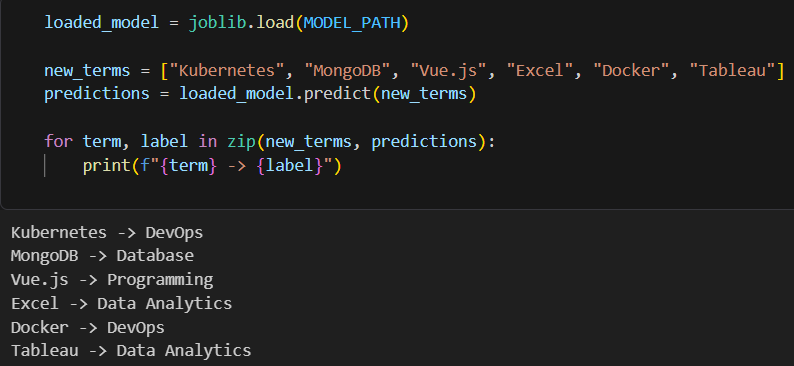 loaded_model = joblib.load(MODEL_PATH)
new_terms = ["Kubernetes", "MongoDB", "Vue.js", "Excel", "Docker", "Tableau"]
predictions = loaded_model.predict(new_terms)
for term, label in zip(new_terms, predictions):
    print(f"{term} -> {label}")
Kubernetes -> DevOps
MongoDB -> Database
Vue.js -> Programming
Excel -> Data Analytics
Docker -> DevOps
Tableau -> Data Analytics